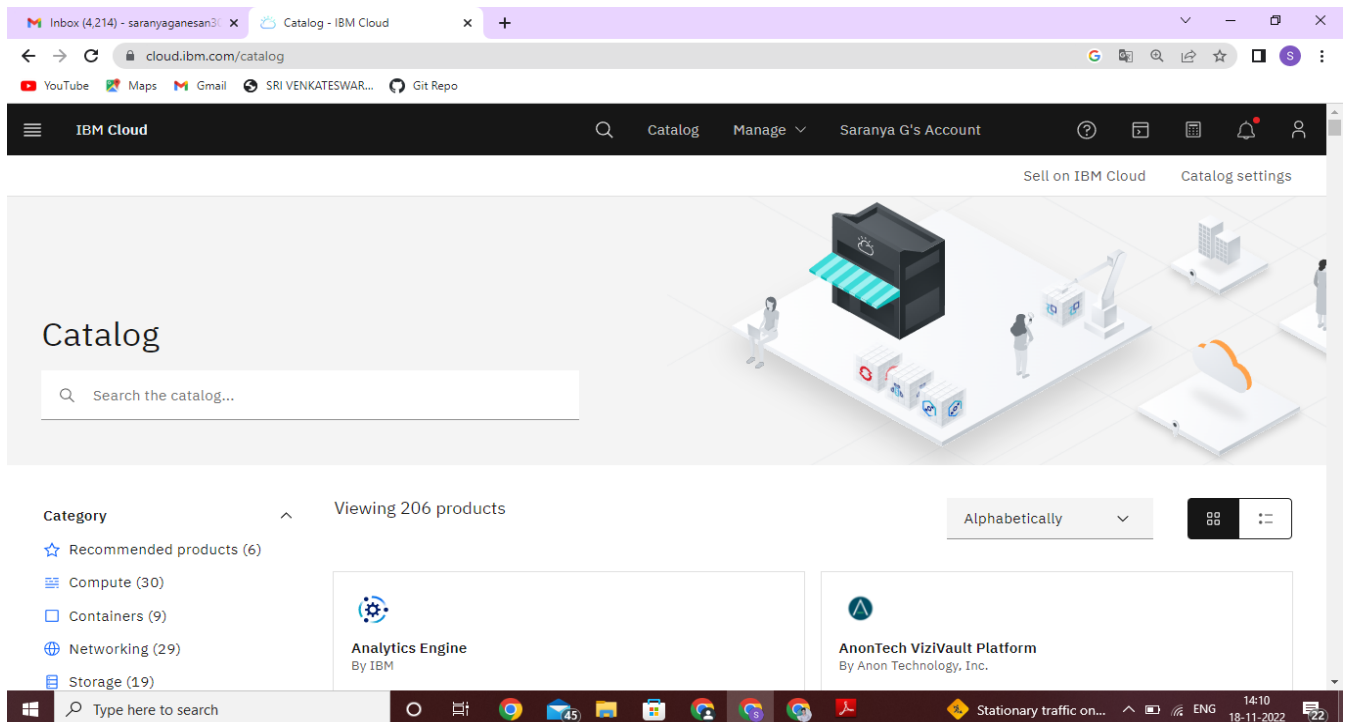 Inbox (4,214) - saranyaganesan30
Catalog - IBM Cloud
cloud.ibm.com/catalog
YouTube Maps Gmail SRI VENKATESWAR... Git Repo
IBM Cloud Catalog Manage Saranya G's Account
Sell on IBM Cloud Catalog settings
Catalog
Search the catalog...
Category
Recommended products (6)
Compute (30)
Containers (9)
Networking (29)
Storage (19)
Viewing 206 products
Alphabetically
Analytics Engine
By IBM
AnonTech ViziVault Platform
By Anon Technology, Inc.
Type here to search
45
Stationary traffic on...
ENG
14:10
18-11-2022
22